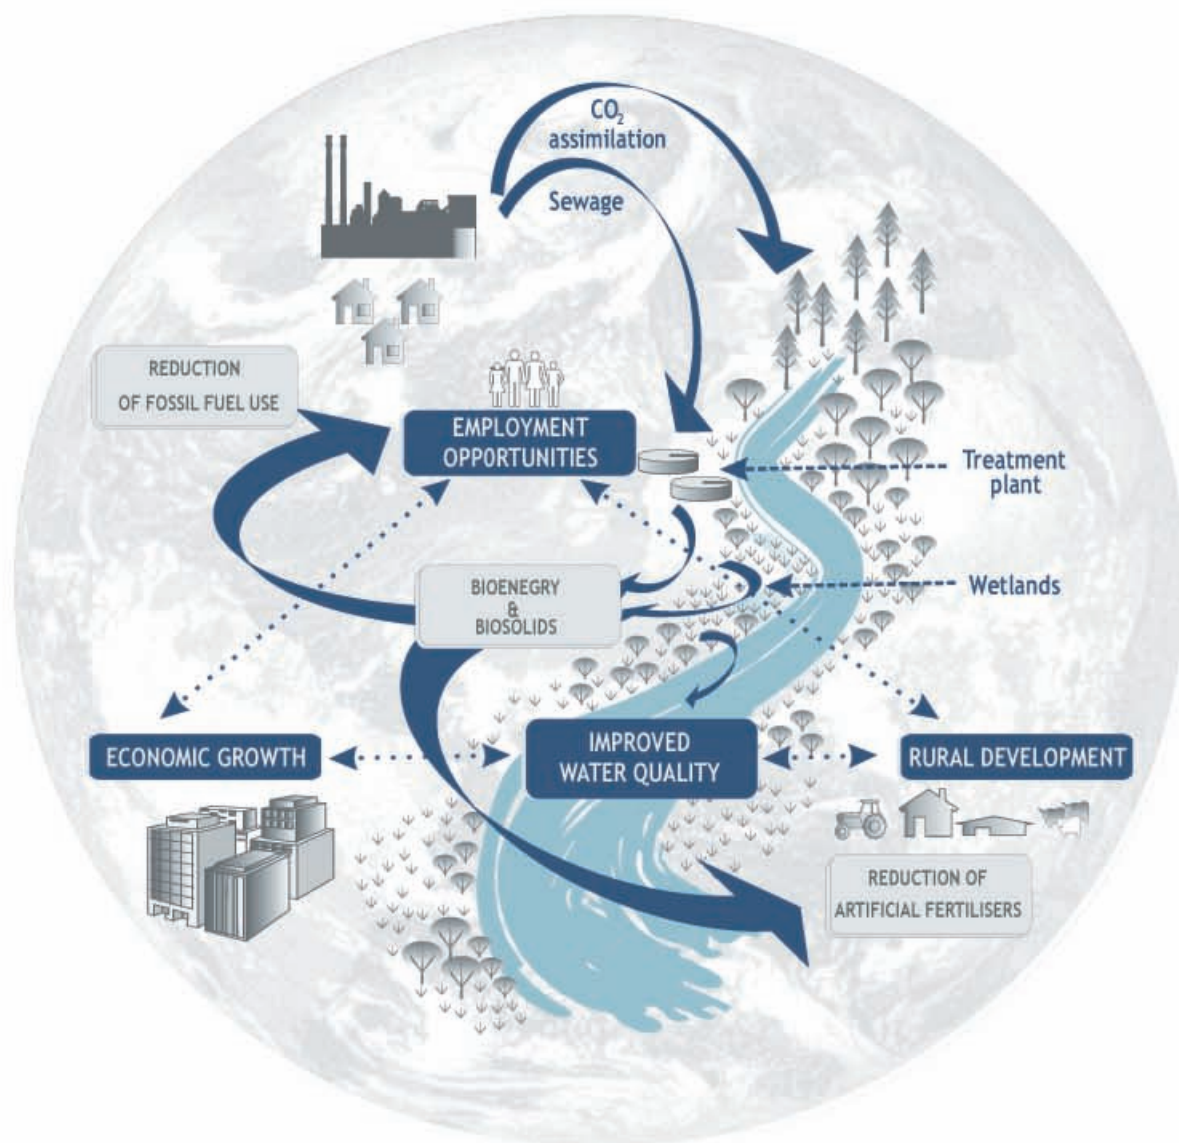 CO2
assimilation
Sewage
REDUCTION
OF FOSSIL FUEL USE
EMPLOYMENT
OPPORTUNITIES
Treatment
plant
BIOENEGRY
&
BIOSOLIDS
Wetlands
ECONOMIC GROWTH
IMPROVED
WATER QUALITY
RURAL DEVELOPMENT
REDUCTION OF
ARTIFICIAL FERTILISERS